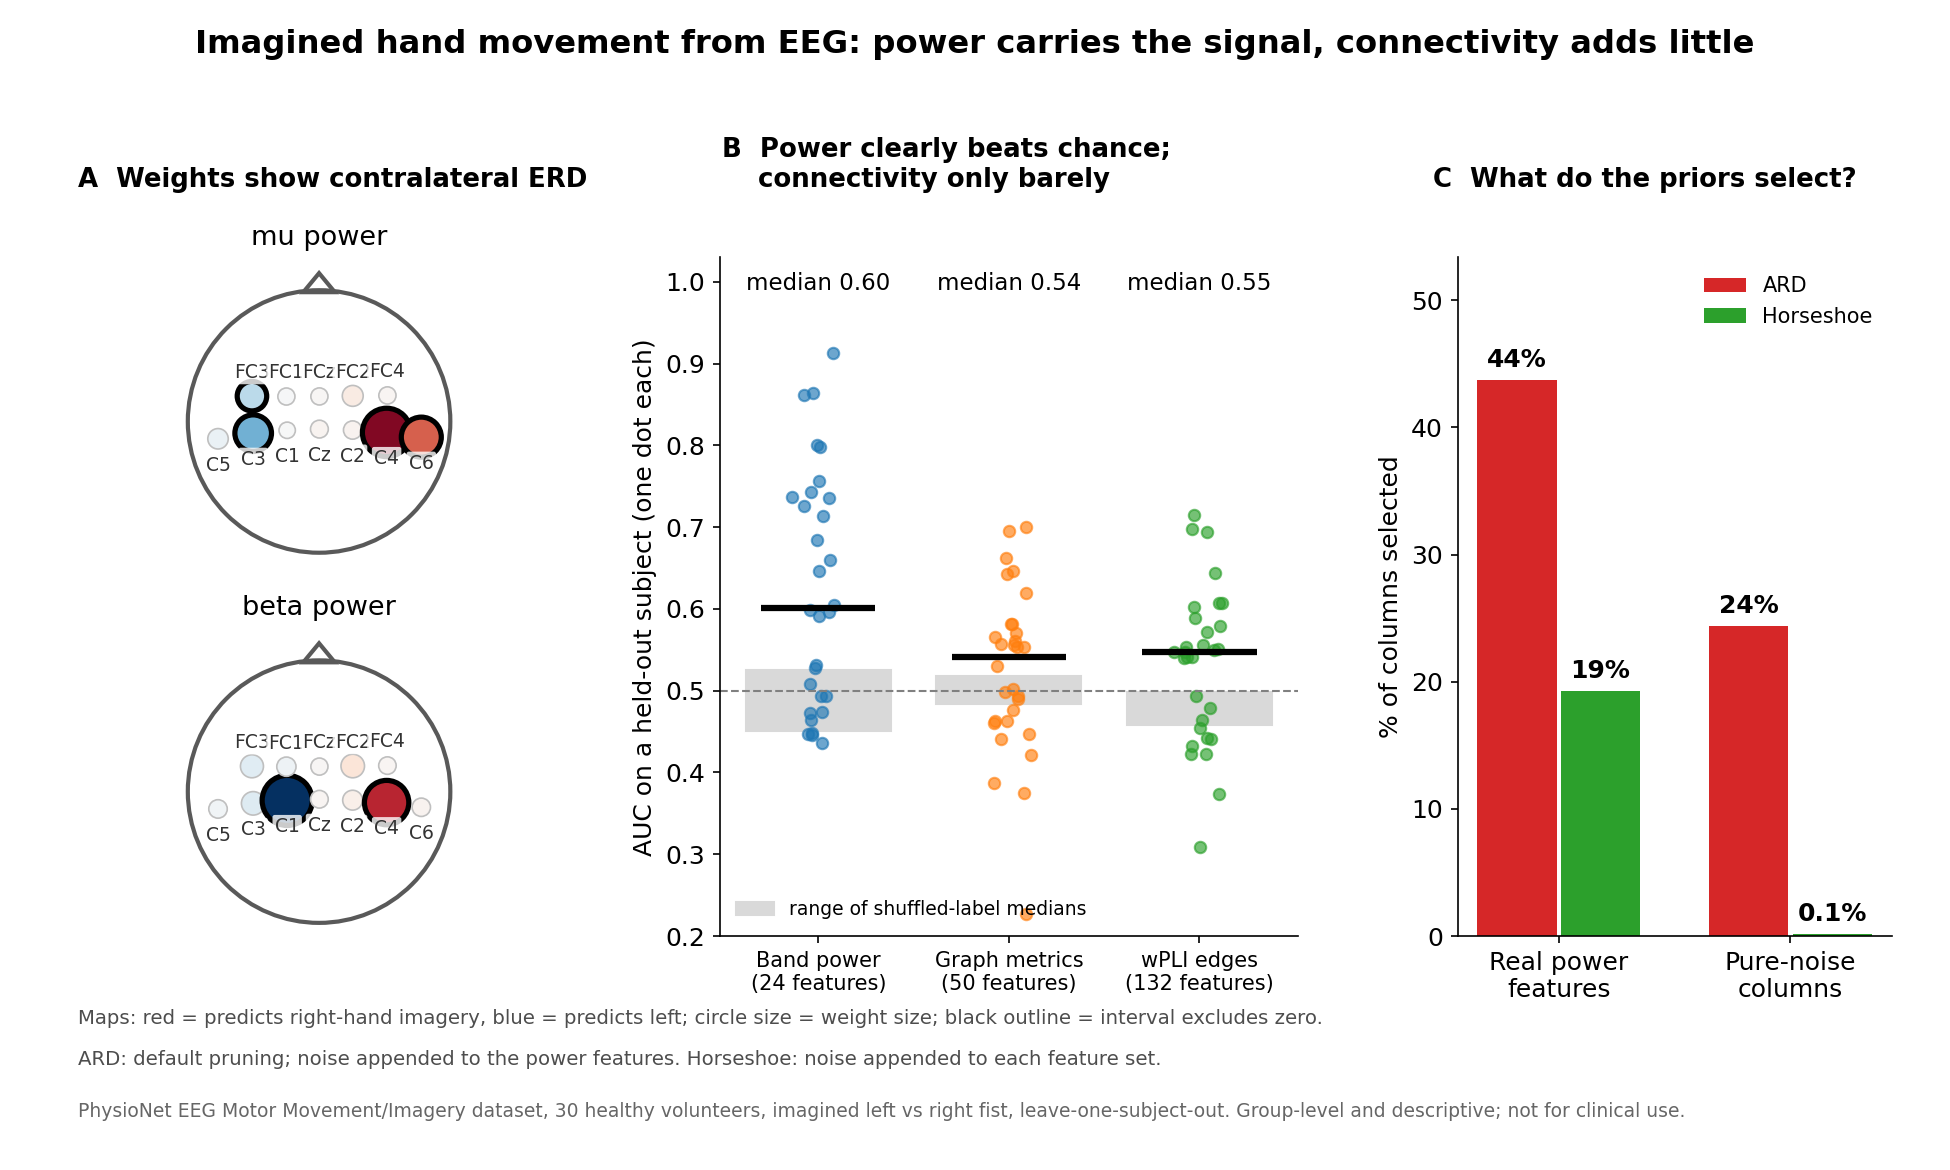 Imagined hand movement from EEG: power carries the signal, connectivity adds little
A Weights show contralateral ERD
mu power
FC3 FC1 FCz FC2 FC4
C5 C3 C1 Cz C2 C4 C6
beta power
FC3 FC1 FCz FC2 FC4
C5 C3 C1 Cz C2 C4 C6
B Power clearly beats chance;
connectivity only barely
AUC on a held-out subject (one dot each)
1.0
0.9
0.8
0.7
0.6
0.5
0.4
0.3
0.2
median 0.60 median 0.54 median 0.55
range of shuffled-label medians
Band power
(24 features)
Graph metrics
(50 features)
wPLI edges
(132 features)
C What do the priors select?
% of columns selected
50
40
30
20
10
0
ARD
Horseshoe
44%
19%
24%
0.1%
Real power
features
Pure-noise
columns
Maps: red = predicts right-hand imagery, blue = predicts left; circle size = weight size; black outline = interval excludes zero.
ARD: default pruning; noise appended to the power features. Horseshoe: noise appended to each feature set.
PhysioNet EEG Motor Movement/Imagery dataset, 30 healthy volunteers, imagined left vs right fist, leave-one-subject-out. Group-level and descriptive; not for clinical use.